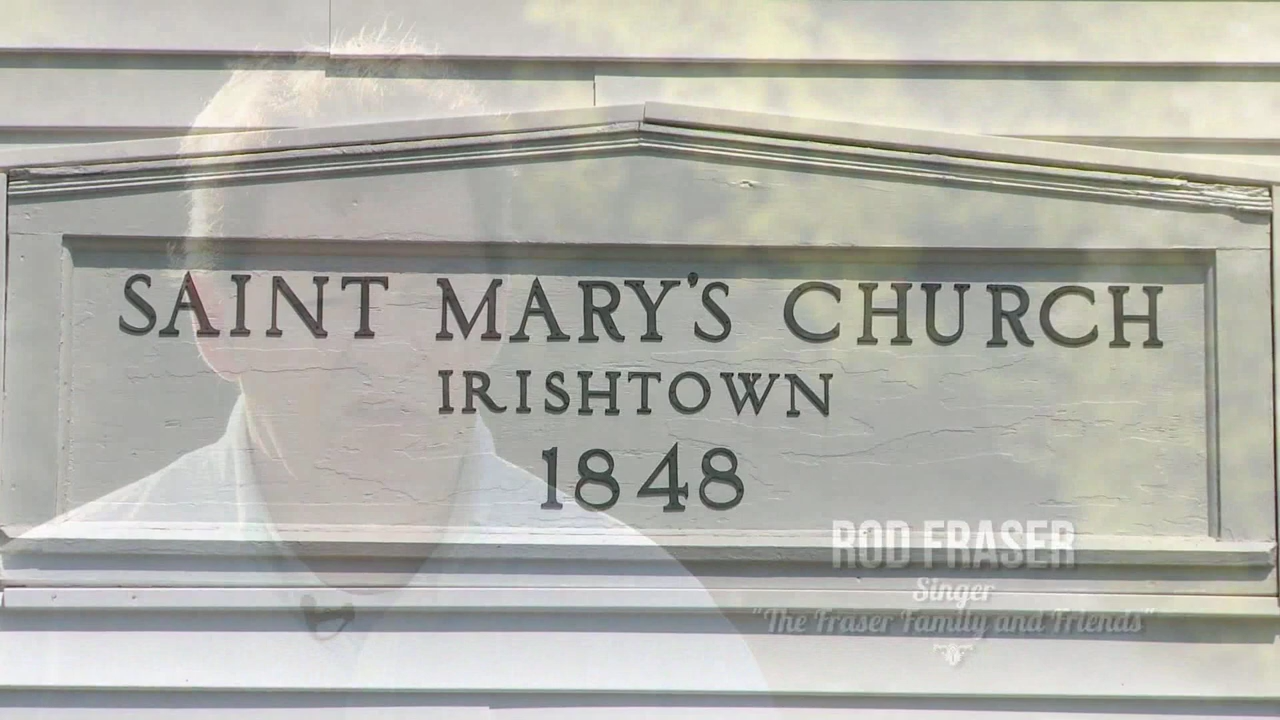 SAINT MARY'S CHURCH
IRISHTOWN
1848
ROD FRASER
Singer
"The Fraser Family and Friends"